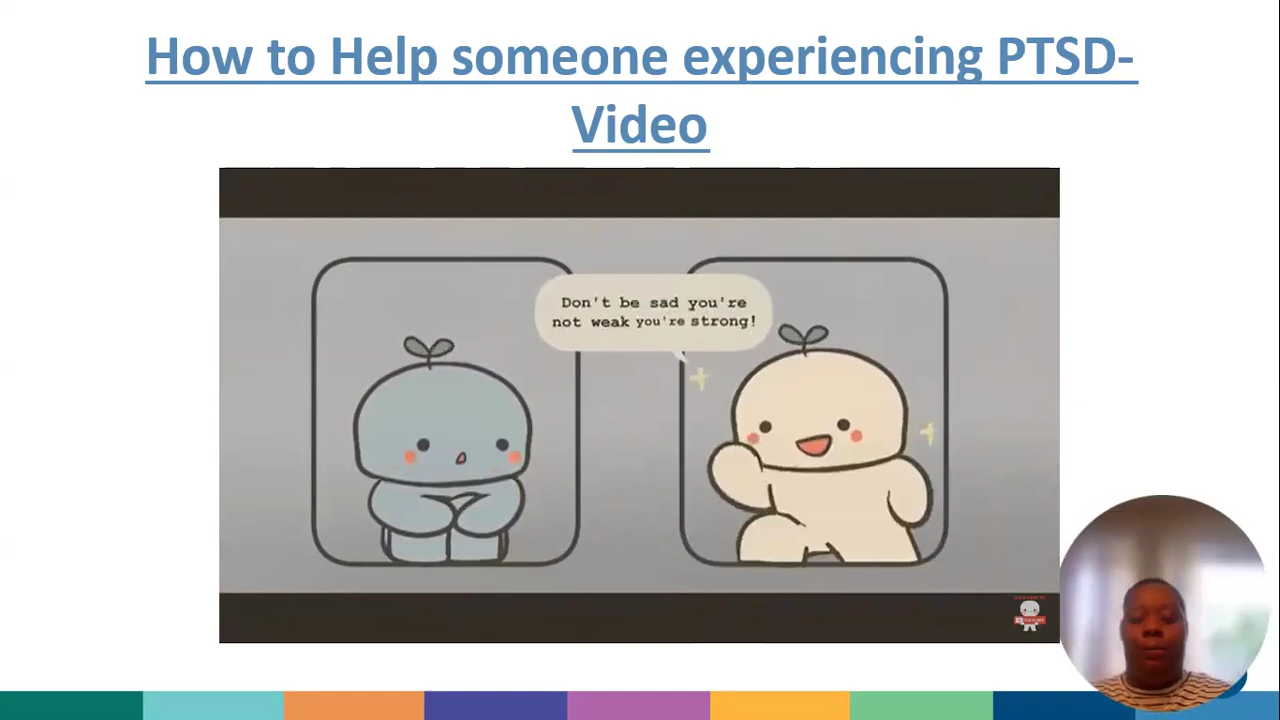 How to Help someone experiencing PTSD-
Video
Don't be sad you're
not weak you're strong!